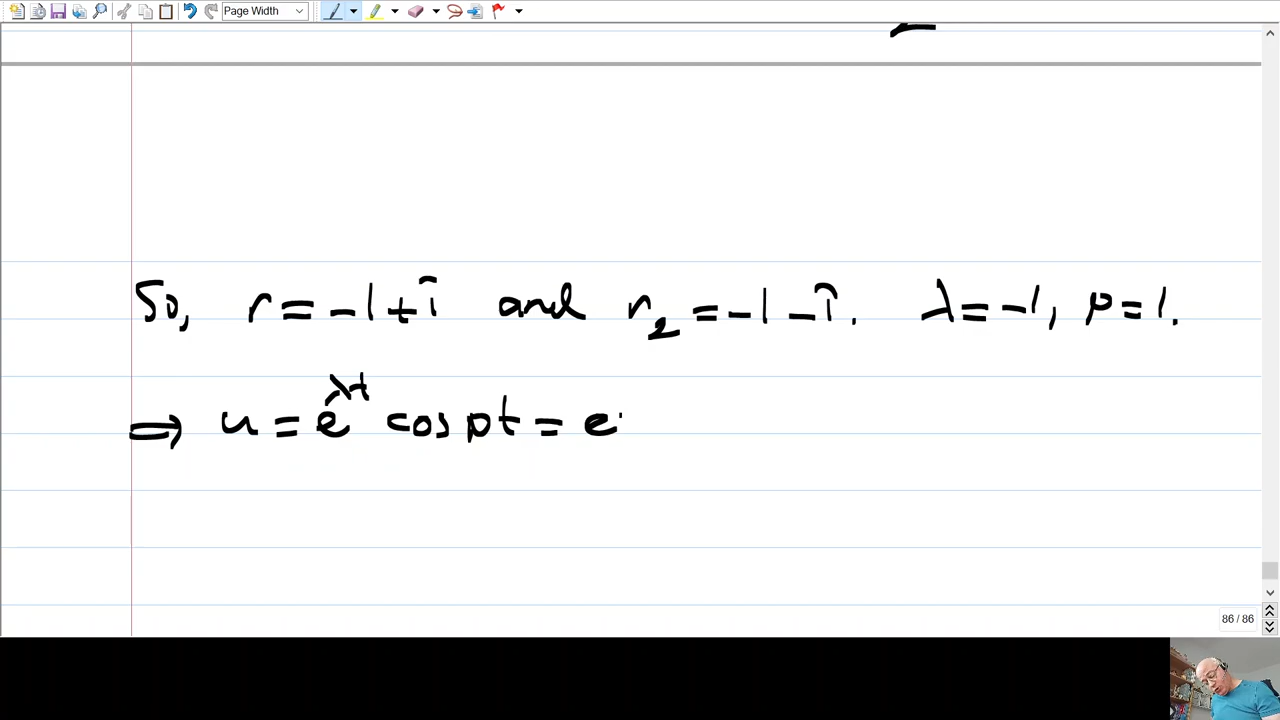 Page Width
So, r = -1 + i and r₂ = -1 - i. λ = -1, μ = 1.
⟹ u = e^{λt} cos μt = e
86 / 86